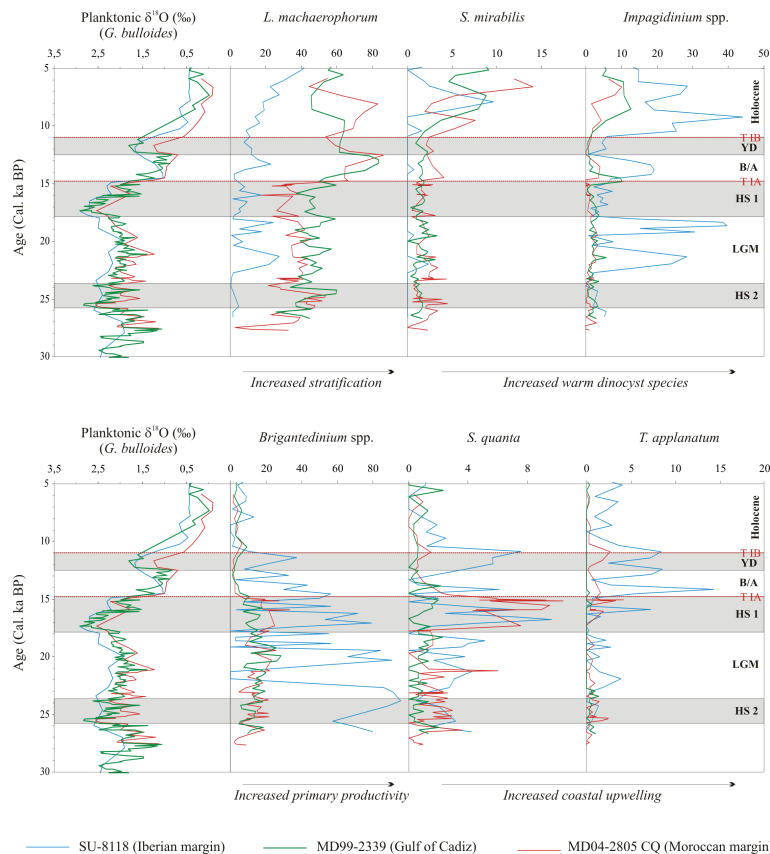 Planktonic δ18O (‰)
(G. bulloides)
L. machaerophorum
S. mirabilis
Impagidinium spp.
3,5 2,5 1,5 0,5
0 20 40 60 80
0 5 10 15
0 10 20 30 40 50
Age (Cal. ka BP)
5
10
15
20
25
30
Holocene
T IB
YD
B/A
T IA
HS 1
LGM
HS 2
Increased stratification
Increased warm dinocyst species
Planktonic δ18O (‰)
(G. bulloides)
Brigantedinium spp.
S. quanta
T. applanatum
3,5 2,5 1,5 0,5
0 20 40 60 80
0 4 8
0 5 10 15 20
Age (Cal. ka BP)
5
10
15
20
25
30
Holocene
T IB
YD
B/A
T IA
HS 1
LGM
HS 2
Increased primary productivity
Increased coastal upwelling
SU-8118 (Iberian margin)
MD99-2339 (Gulf of Cadiz)
MD04-2805 CQ (Moroccan margin